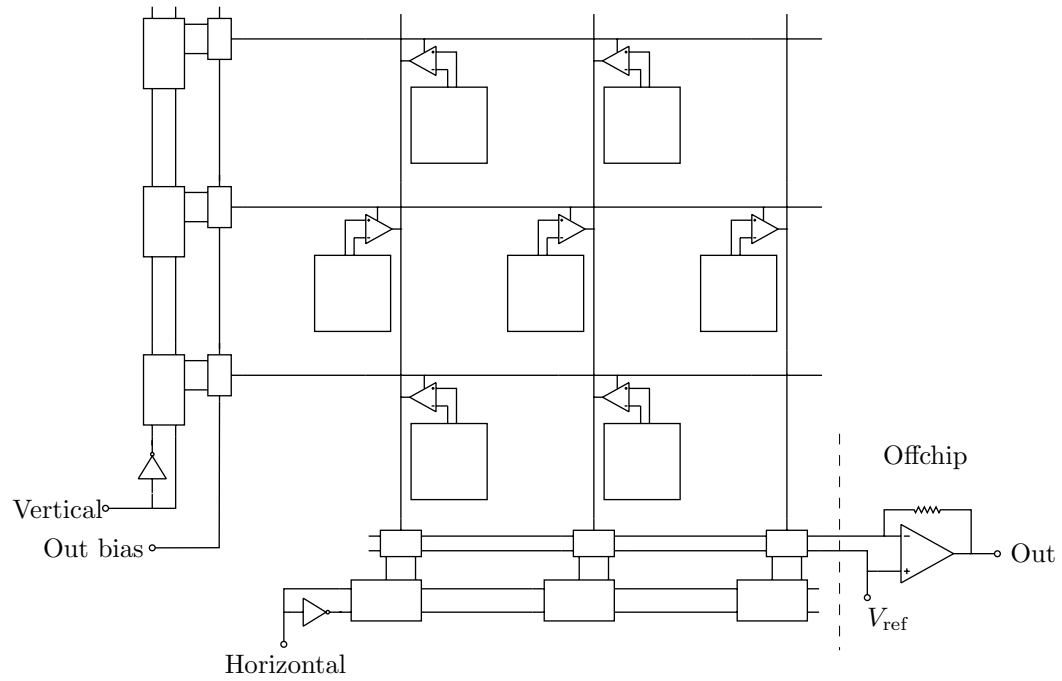 Offchip
Vertical
Out bias
Out
V_ref
Horizontal